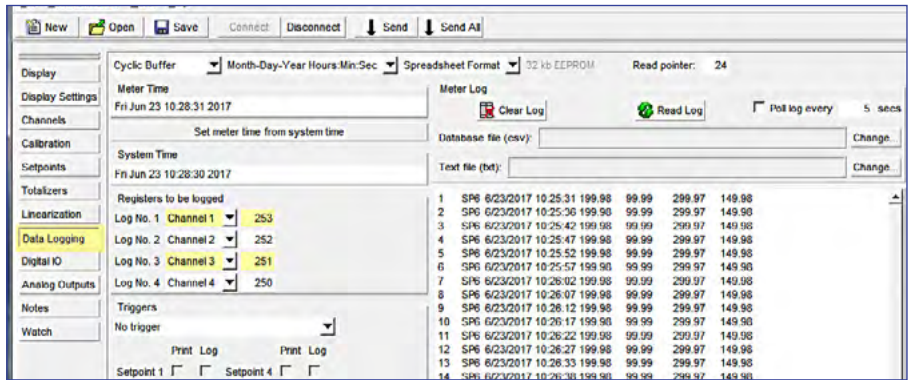 New Open Save Connect Disconnect Send Send All
Display
Display Settings
Channels
Calibration
Setpoints
Totalizers
Linearization
Data Logging
Digital IO
Analog Outputs
Notes
Watch
Cyclic Buffer Month-Day-Year Hours:Min:Sec Spreadsheet Format 32 kb EEPROM Read pointer: 24
Meter Time
Fri Jun 23 10:28:31 2017
Set meter time from system time
System Time
Fri Jun 23 10:28:30 2017
Registers to be logged
Log No. 1 Channel 1 253
Log No. 2 Channel 2 252
Log No. 3 Channel 3 251
Log No. 4 Channel 4 250
Triggers
No trigger
Print Log Print Log
Setpoint 1 Setpoint 4
Meter Log
Clear Log Read Log Poll log every 5 secs
Database file (csv): Change...
Text file (txt): Change...
1 SP6 6/23/2017 10:25:31 199.98 99.99 299.97 149.98
2 SP6 6/23/2017 10:25:36 199.98 99.99 299.97 149.98
3 SP6 6/23/2017 10:25:42 199.98 99.99 299.97 149.98
4 SP6 6/23/2017 10:25:47 199.98 99.99 299.97 149.98
5 SP6 6/23/2017 10:25:52 199.98 99.99 299.97 149.98
6 SP6 6/23/2017 10:25:57 199.98 99.99 299.97 149.98
7 SP6 6/23/2017 10:26:02 199.98 99.99 299.97 149.98
8 SP6 6/23/2017 10:26:07 199.98 99.99 299.97 149.98
9 SP6 6/23/2017 10:26:12 199.98 99.99 299.97 149.98
10 SP6 6/23/2017 10:26:17 199.98 99.99 299.97 149.98
11 SP6 6/23/2017 10:26:22 199.98 99.99 299.97 149.98
12 SP6 6/23/2017 10:26:27 199.98 99.99 299.97 149.98
13 SP6 6/23/2017 10:26:33 199.98 99.99 299.97 149.98
14 SP6 6/23/2017 10:26:38 199.98 99.99 299.97 149.98